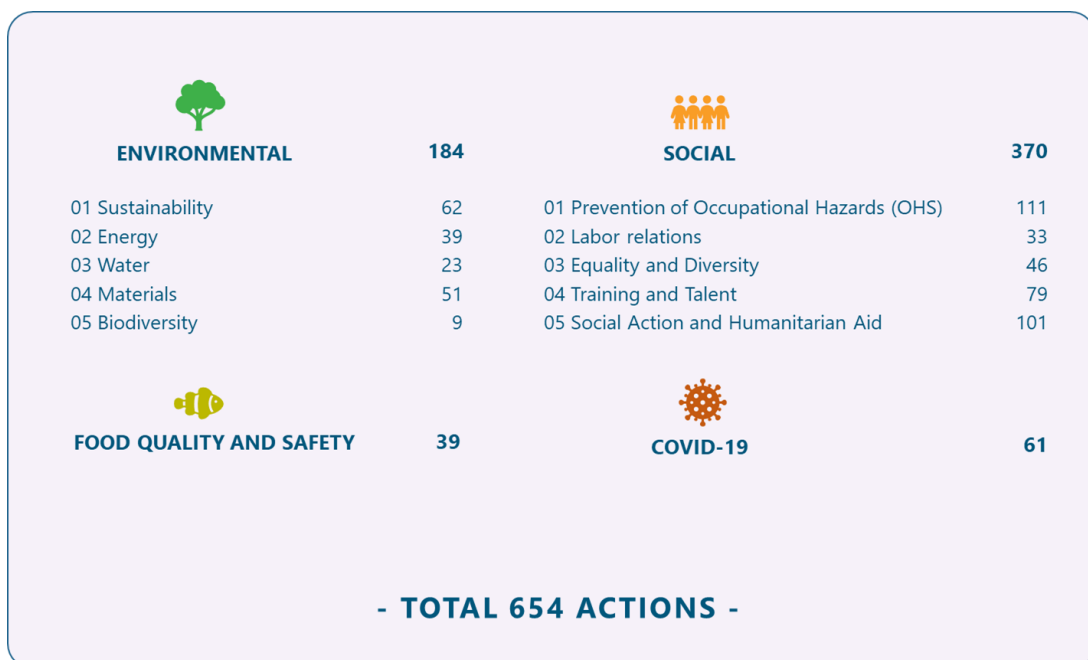 ENVIRONMENTAL 184
01 Sustainability 62
02 Energy 39
03 Water 23
04 Materials 51
05 Biodiversity 9
SOCIAL 370
01 Prevention of Occupational Hazards (OHS) 111
02 Labor relations 33
03 Equality and Diversity 46
04 Training and Talent 79
05 Social Action and Humanitarian Aid 101
FOOD QUALITY AND SAFETY 39
COVID-19 61
- TOTAL 654 ACTIONS -